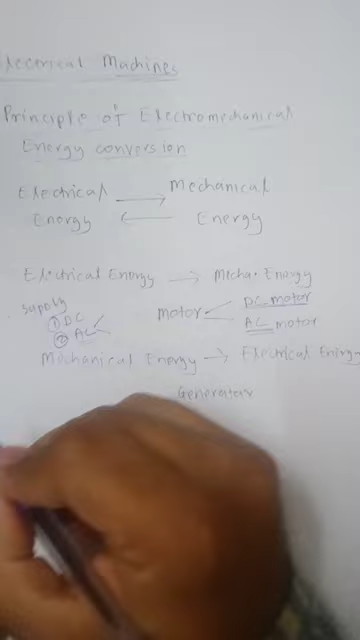 Electrical Machines
Principle of Electromechanical
Energy conversion
Electrical → Mechanical
Energy ← Energy
Electrical Energy → Mecha. Energy
Supply
① DC
② AC
Motor
DC motor
AC motor
Mechanical Energy → Electrical Energy
Generator